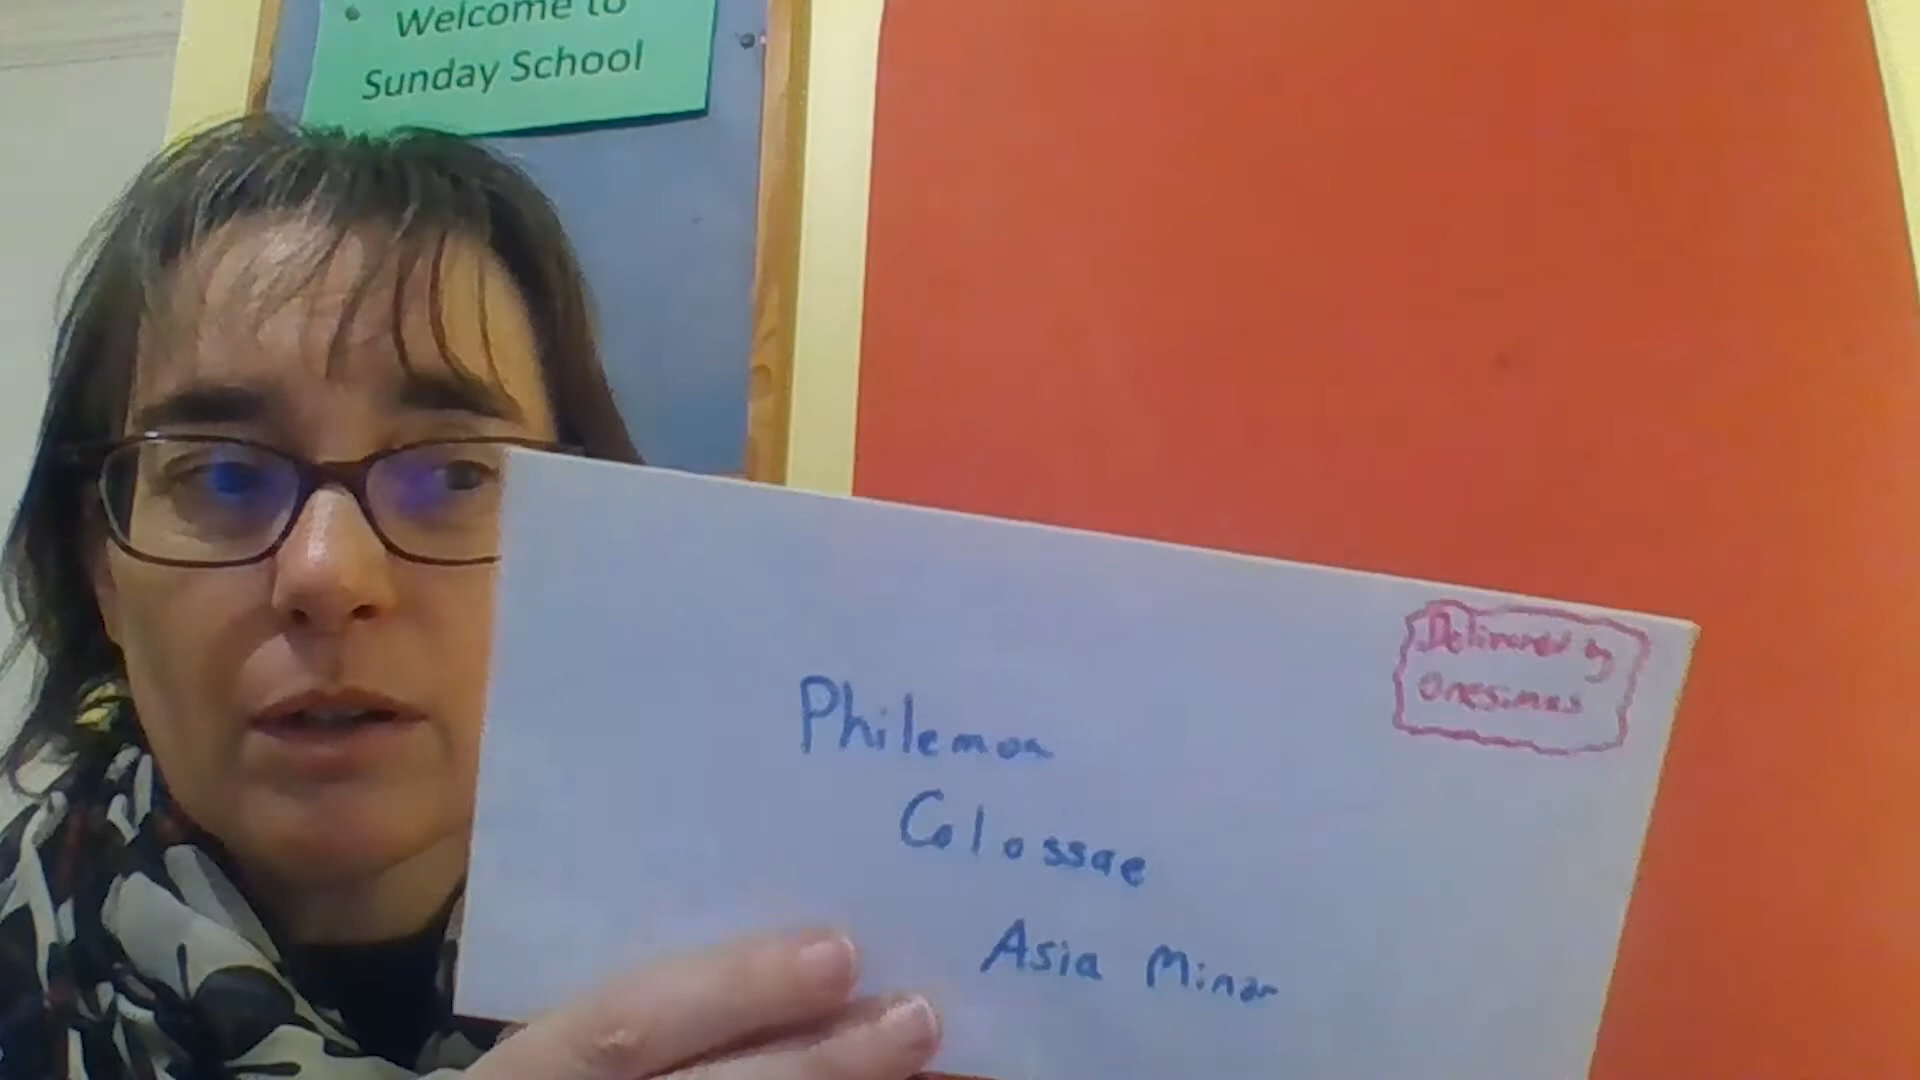 • Welcome to
Sunday School
Delivered by
Onesimus
Philemon
Colossae
Asia Minor